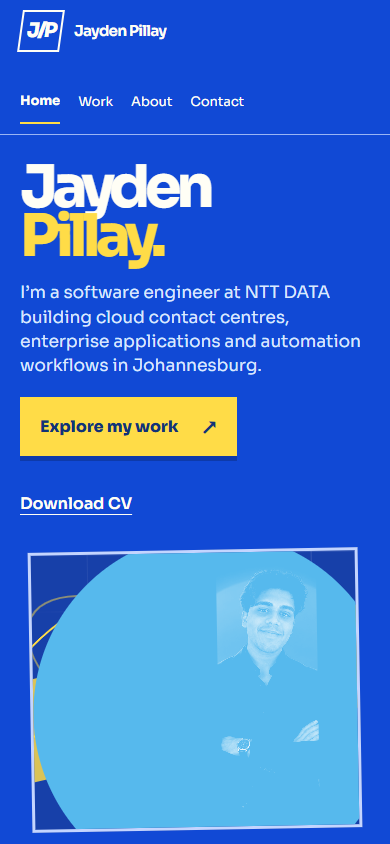 J/P Jayden Pillay
Home Work About Contact
Jayden
Pillay.
I’m a software engineer at NTT DATA
building cloud contact centres,
enterprise applications and automation
workflows in Johannesburg.
Explore my work ↗
Download CV